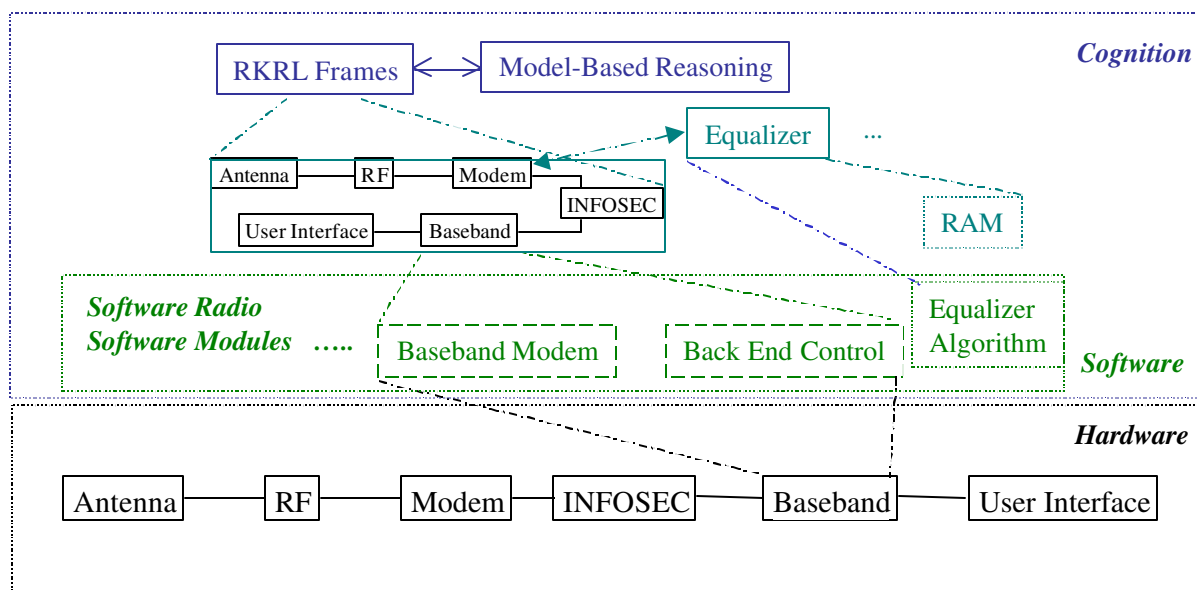 Cognition
RKRL Frames
Model-Based Reasoning
Equalizer
...
Antenna
RF
Modem
INFOSEC
User Interface
Baseband
RAM
Software Radio
Software Modules …..
Baseband Modem
Back End Control
Equalizer
Algorithm
Software
Hardware
Antenna
RF
Modem
INFOSEC
Baseband
User Interface